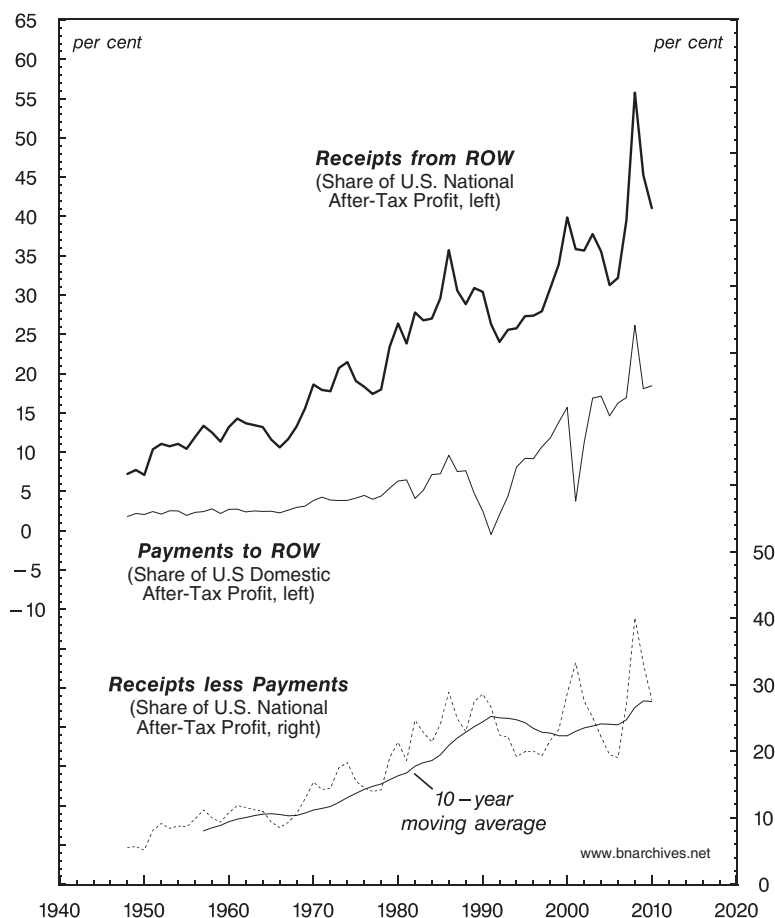 65
60
55
50
45
40
35
30
25
20
15
10
5
0
−5
−10
per cent
per cent
Receipts from ROW
(Share of U.S. National
After-Tax Profit, left)
Payments to ROW
(Share of U.S Domestic
After-Tax Profit, left)
50
40
30
20
10
0
Receipts less Payments
(Share of U.S. National
After-Tax Profit, right)
10–year
moving average
www.bnarchives.net
1940 1950 1960 1970 1980 1990 2000 2010 2020